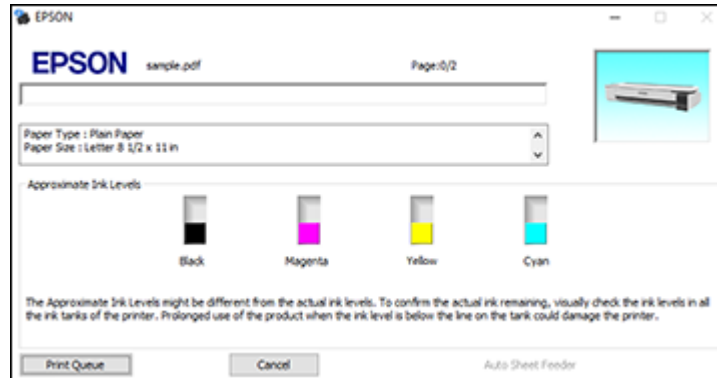 EPSON
EPSON
sample.pdf
Page:0/2
Paper Type : Plain Paper
Paper Size : Letter 8 1/2 x 11 in
Approximate Ink Levels
Black
Magenta
Yellow
Cyan
The Approximate Ink Levels might be different from the actual ink levels. To confirm the actual ink remaining, visually check the ink levels in all
the ink tanks of the printer. Prolonged use of the product when the ink level is below the line on the tank could damage the printer.
Print Queue
Cancel
Auto Sheet Feeder